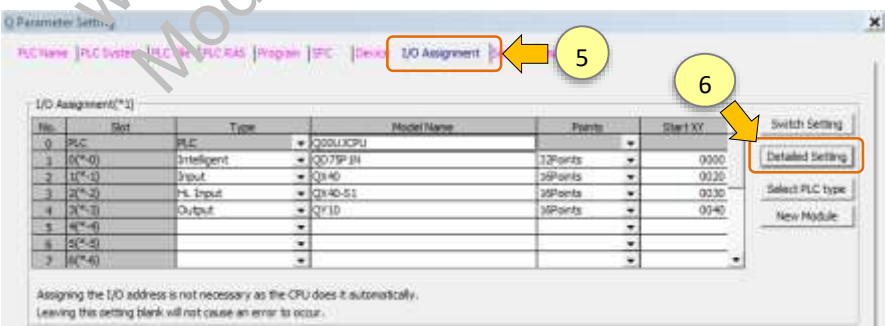 Q Parameter Setting
PLC Name PLC System PLC File PLC RAS Program SFC Device I/O Assignment
5
6
I/O Assignment(*1)
No. Slot Type Model Name Points Start XY
0 PLC PLC Q00UJCPU
1 0(*-0) Intelligent QD75P1N 32Points 0000
2 1(*-1) Input QX40 16Points 0020
3 2(*-2) Hi. Input QX40-S1 16Points 0030
4 3(*-3) Output QY10 16Points 0040
5 4(*-4)
6 5(*-5)
7 6(*-6)
Switch Setting
Detailed Setting
Select PLC type
New Module
Assigning the I/O address is not necessary as the CPU does it automatically.
Leaving this setting blank will not cause an error to occur.